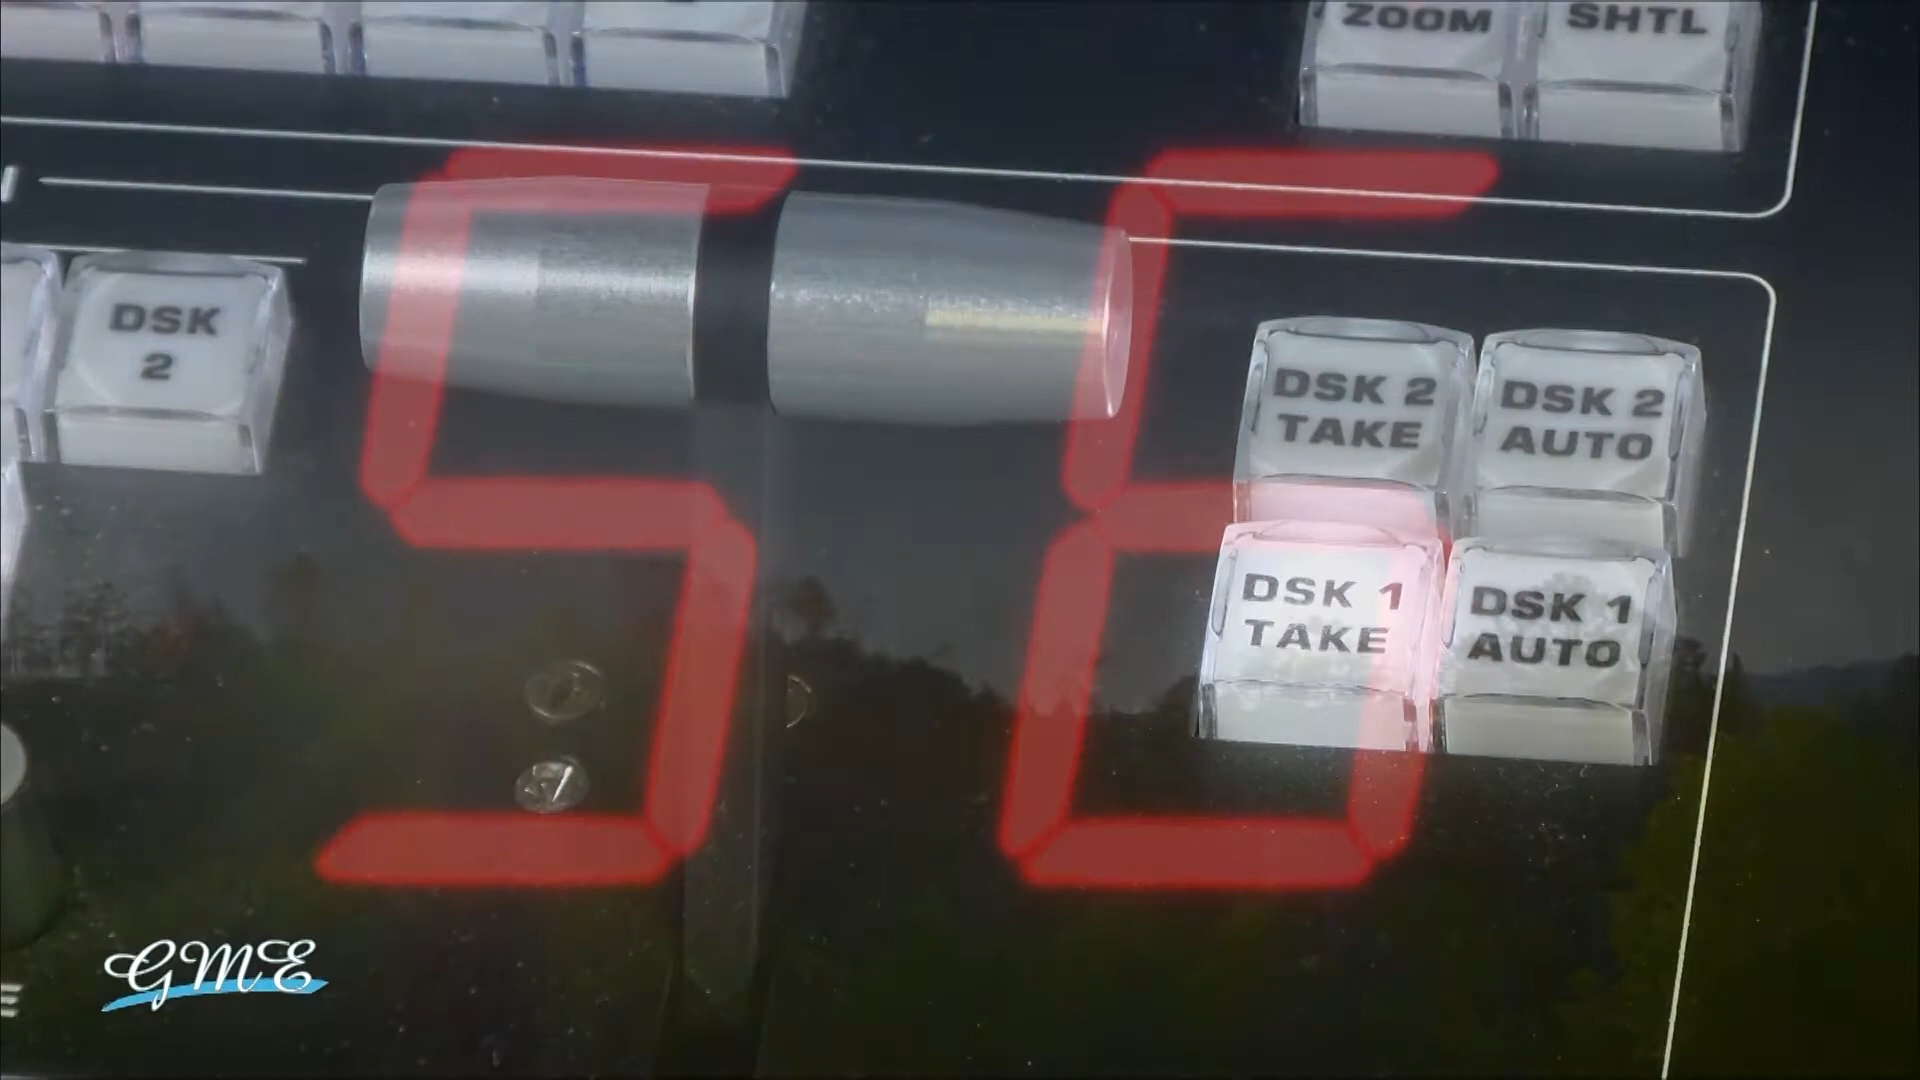 ZOOM
SHTL
DSK
2
DSK 2
TAKE
DSK 2
AUTO
DSK 1
TAKE
DSK 1
AUTO
56
GME
E